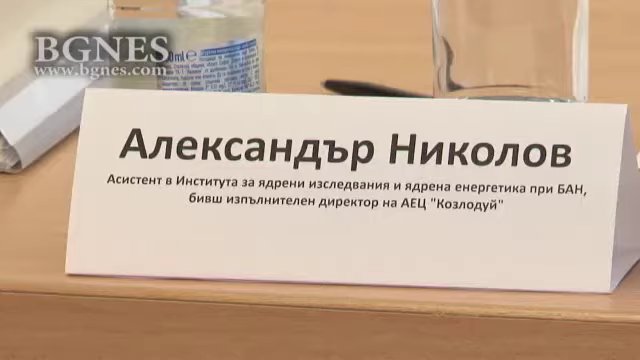 BGNES
www.bgnes.com
0ml℮
Александър Николов
Асистент в Института за ядрени изследвания и ядрена енергетика при БАН,
бивш изпълнителен директор на АЕЦ "Козлодуй"